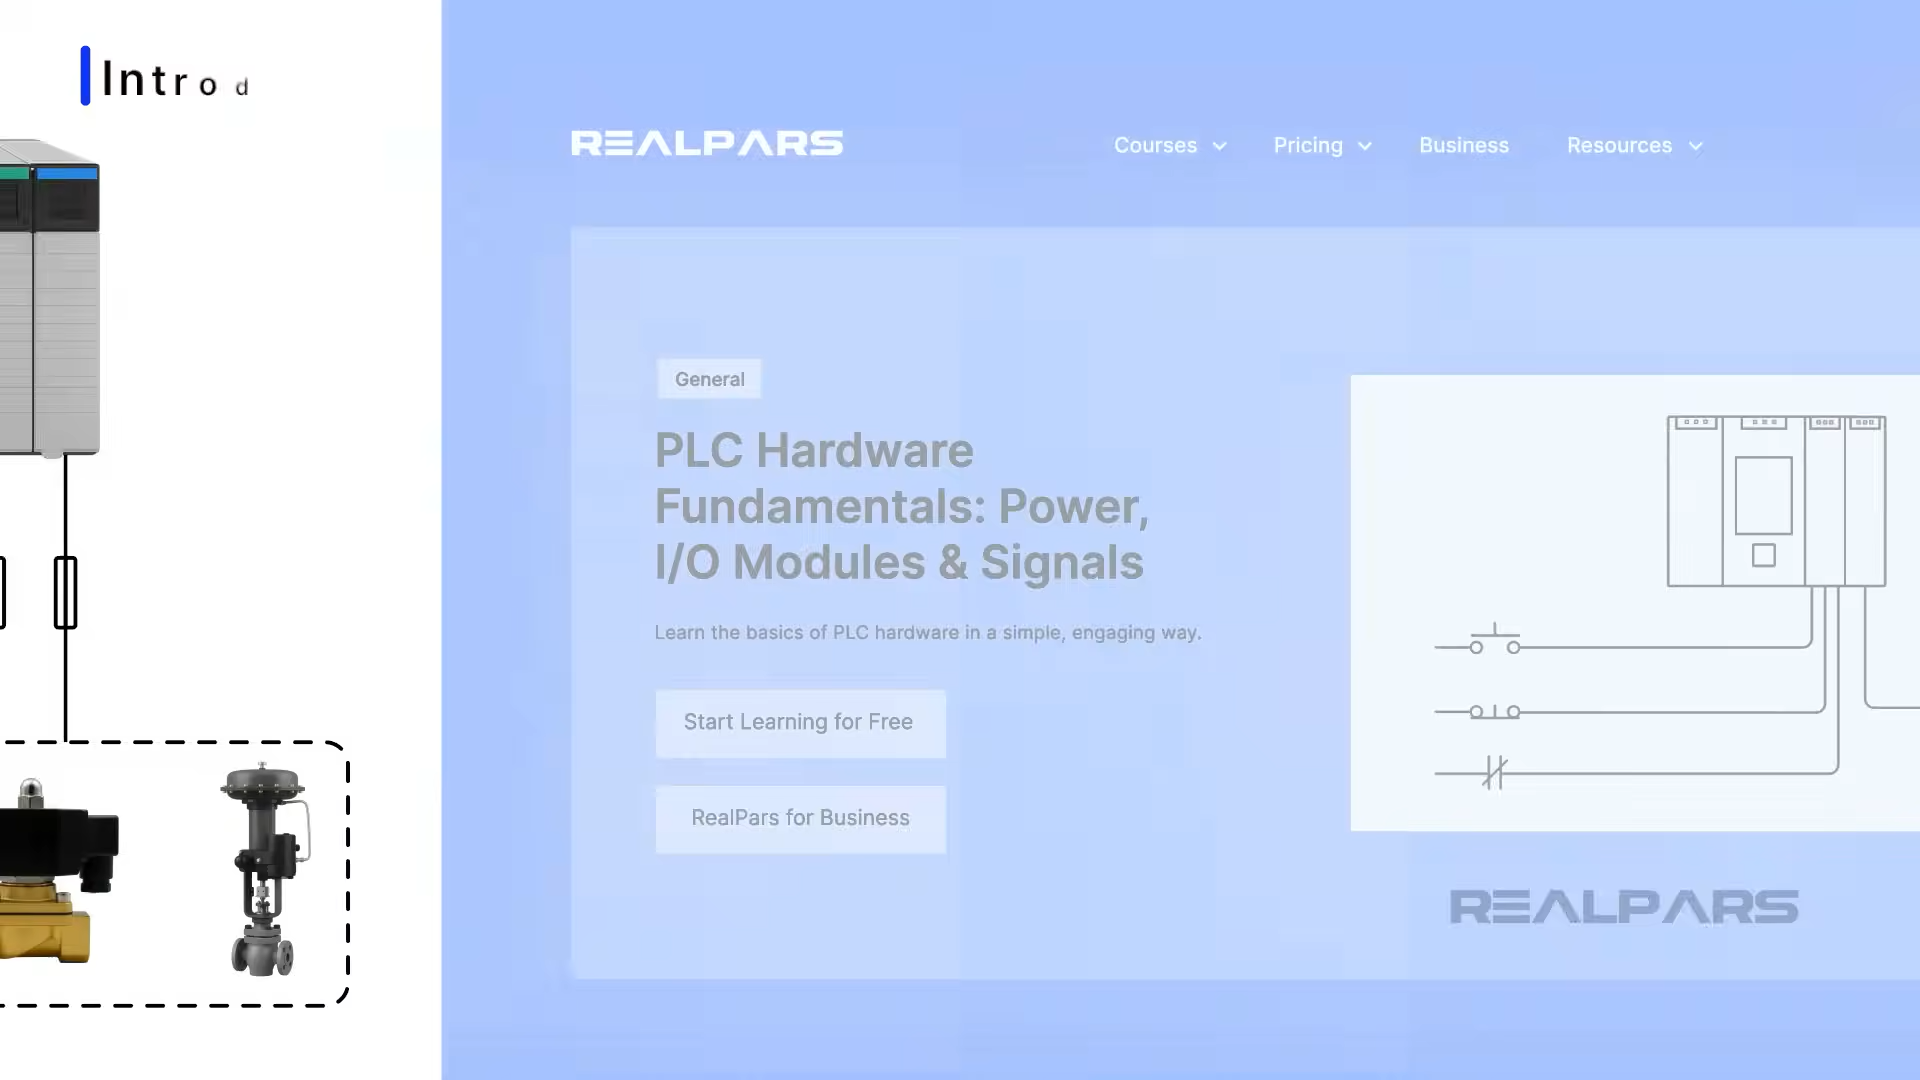 Introd
REALPARS
Courses Pricing Business Resources
General
PLC Hardware
Fundamentals: Power,
I/O Modules & Signals
Learn the basics of PLC hardware in a simple, engaging way.
Start Learning for Free
RealPars for Business
REALPARS